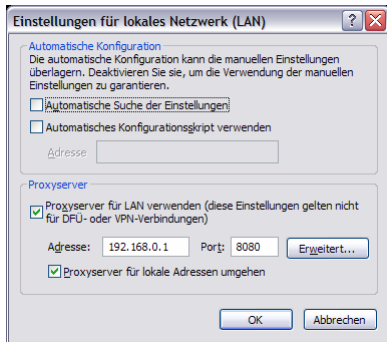 Einstellungen für lokales Netzwerk (LAN)
Automatische Konfiguration
Die automatische Konfiguration kann die manuellen Einstellungen
überlagern. Deaktivieren Sie sie, um die Verwendung der manuellen
Einstellungen zu garantieren.
Automatische Suche der Einstellungen
Automatisches Konfigurationsskript verwenden
Adresse
Proxyserver
Proxyserver für LAN verwenden (diese Einstellungen gelten nicht
für DFÜ- oder VPN-Verbindungen)
Adresse: 192.168.0.1 Port: 8080 Erweitert...
Proxyserver für lokale Adressen umgehen
OK Abbrechen